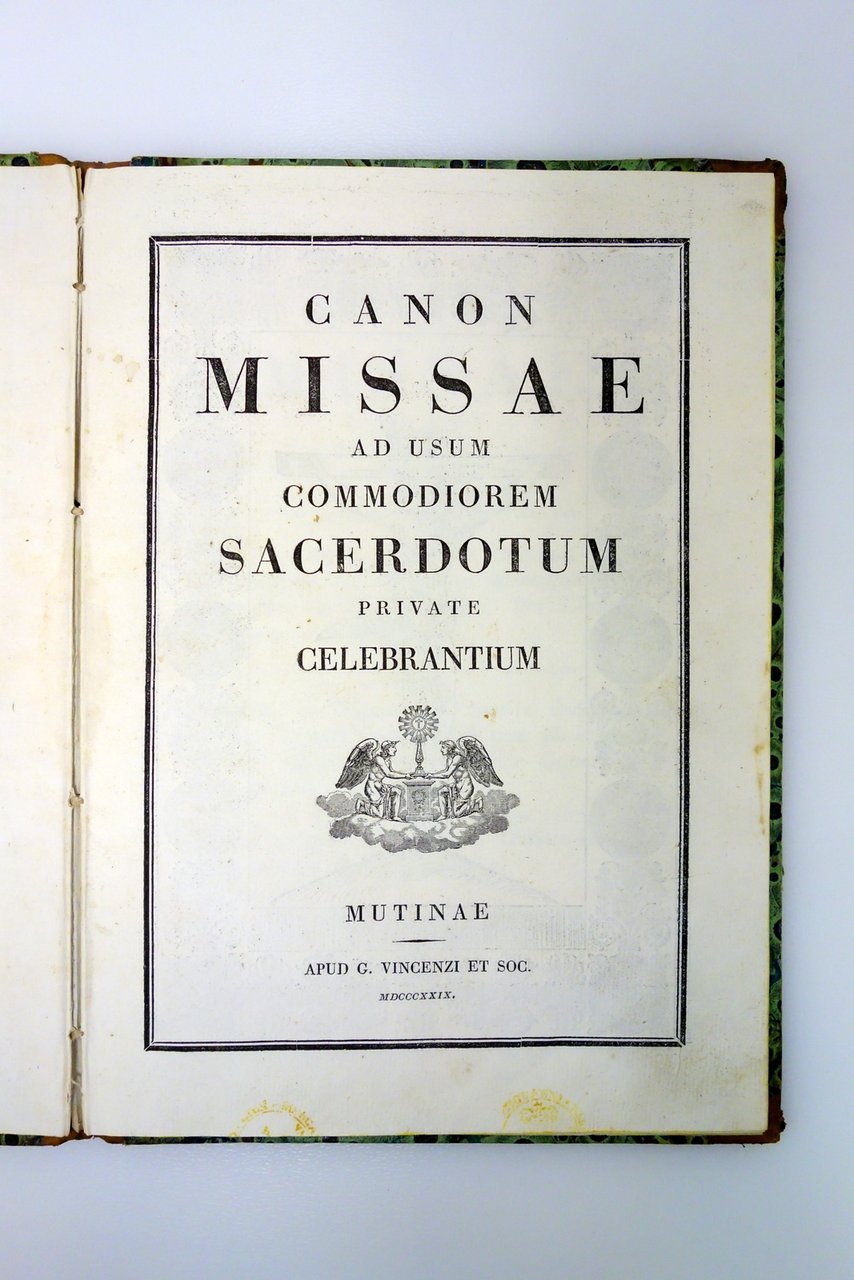 CANON
MISSAE
AD USUM
COMMODIOREM
SACERDOTUM
PRIVATE
CELEBRANTIUM
MUTINAE
APUD G. VINCENZI ET SOC.
MDCCCXXIX.